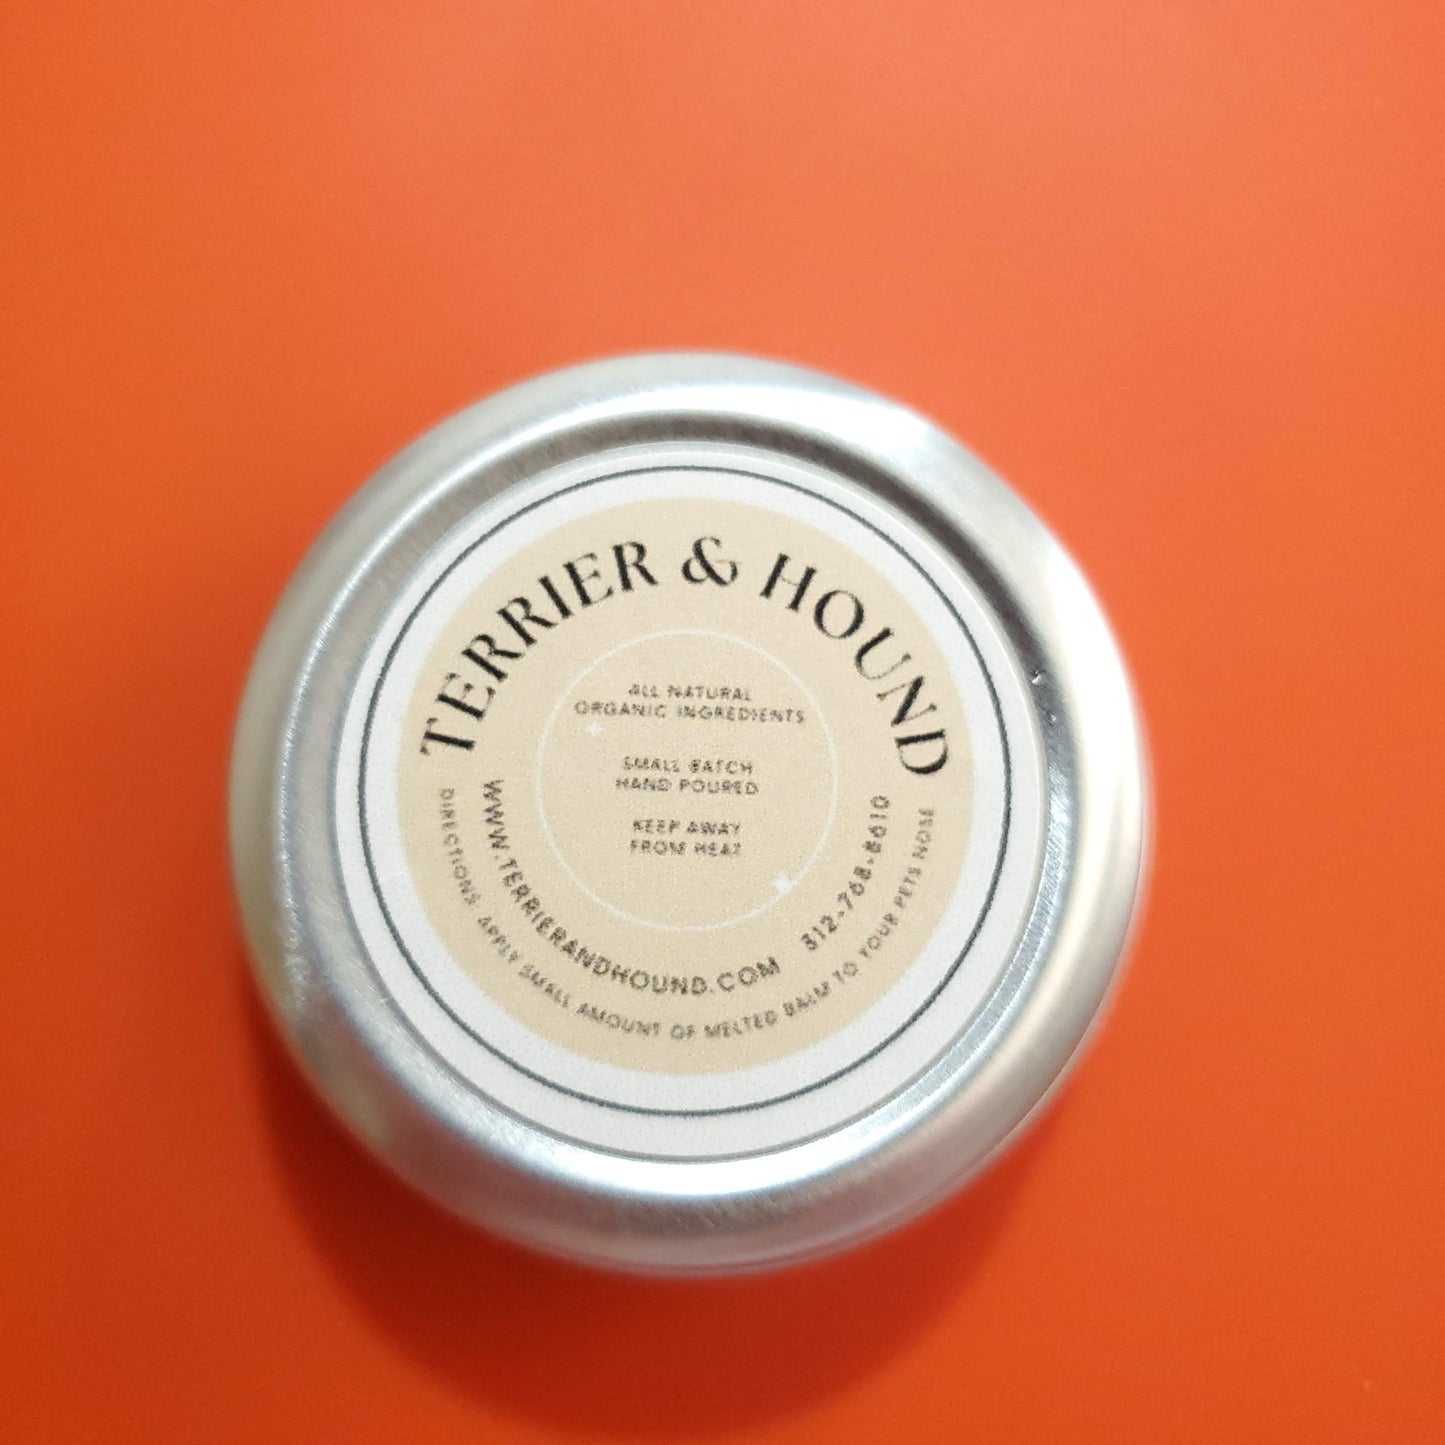 TERRIER & HOUND
ALL NATURAL
ORGANIC INGREDIENTS
SMALL BATCH
HAND POURED
KEEP AWAY
FROM HEAT
WWW.TERRIERANDHOUND.COM 312-768-8610
DIRECTIONS: APPLY SMALL AMOUNT OF MELTED BALM TO YOUR PETS NOSE